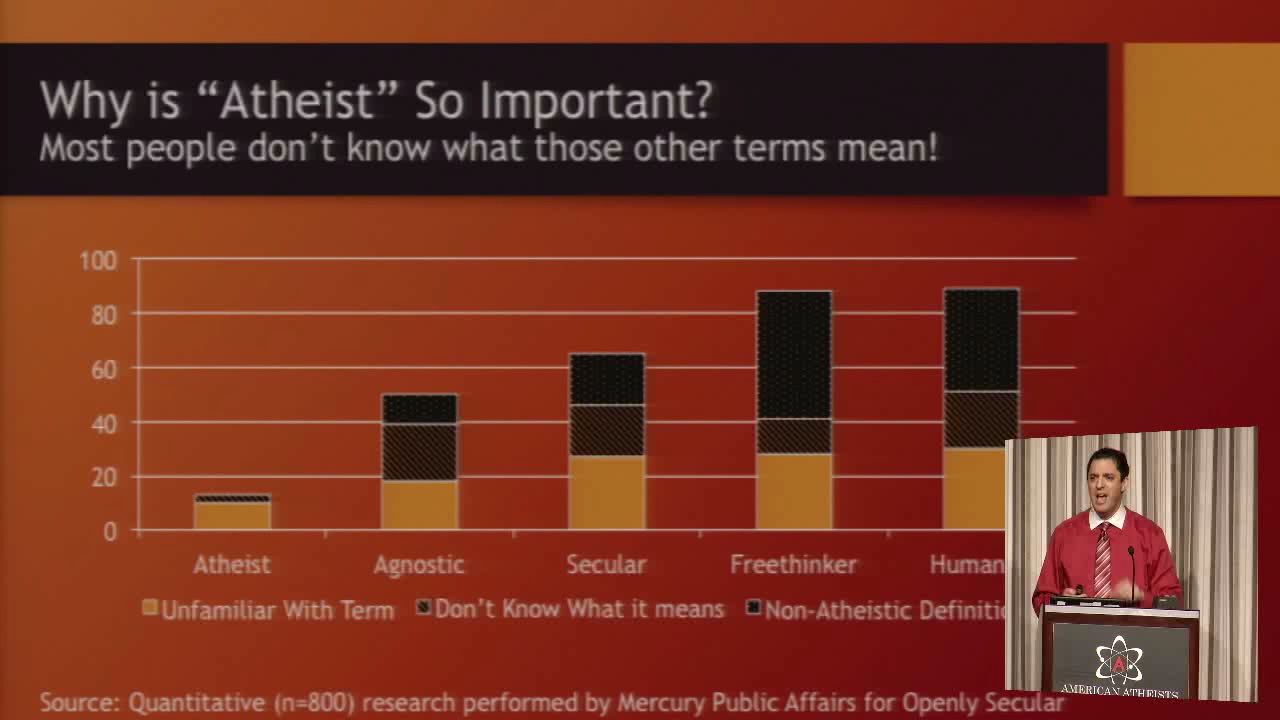 Why is “Atheist” So Important?
Most people don’t know what those other terms mean!
100
80
60
40
20
0
Atheist
Agnostic
Secular
Freethinker
Human
Unfamiliar With Term
Don’t Know What it means
Non-Atheistic Definitio
Source: Quantitative (n=800) research performed by Mercury Public Affairs for Openly Secular
A
AMERICAN ATHEISTS